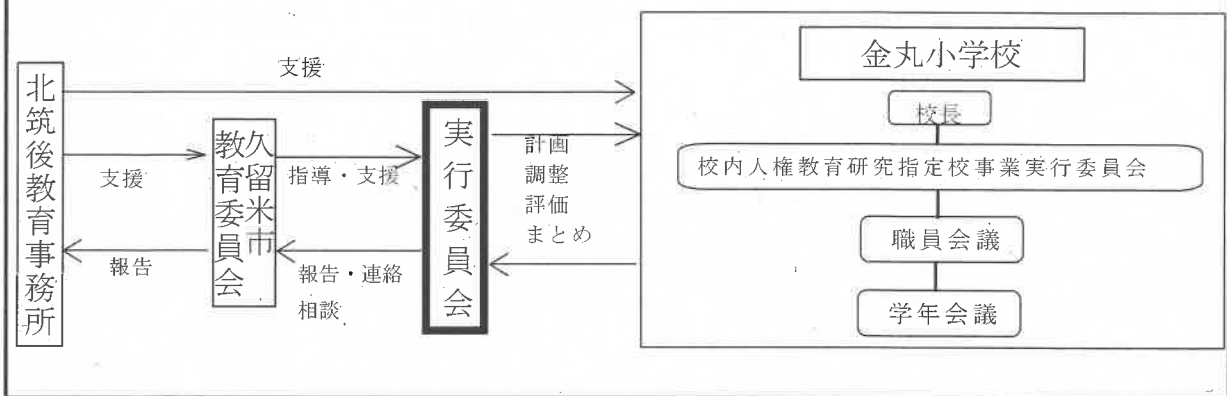 北筑後教育事務所
支援
支援
報告
久留米市
教育委員会
指導・支援
報告・連絡
相談
実行委員会
計画
調整
評価
まとめ
金丸小学校
校長
校内人権教育研究指定校事業実行委員会
職員会議
学年会議